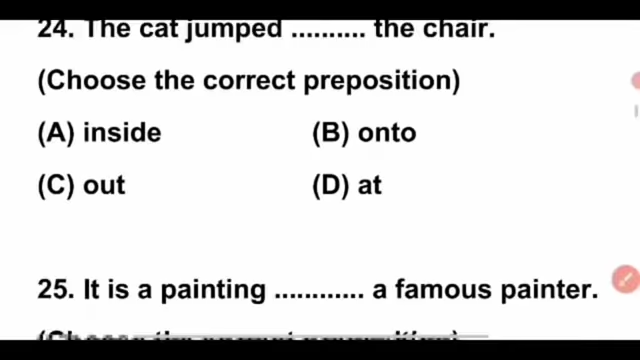 24. The cat jumped .......... the chair.
(Choose the correct preposition)
(A) inside (B) onto
(C) out (D) at
25. It is a painting ............ a famous painter.